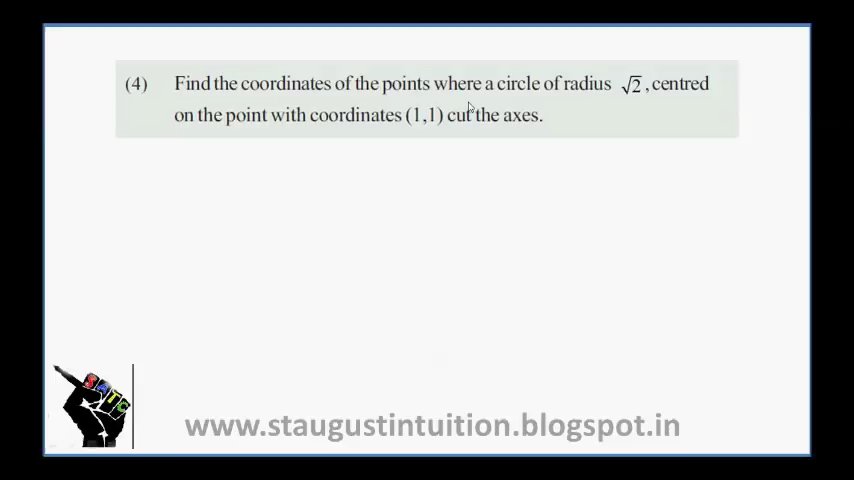 (4) Find the coordinates of the points where a circle of radius √2, centred
on the point with coordinates (1,1) cut the axes.
SATC
www.staugustintuition.blogspot.in